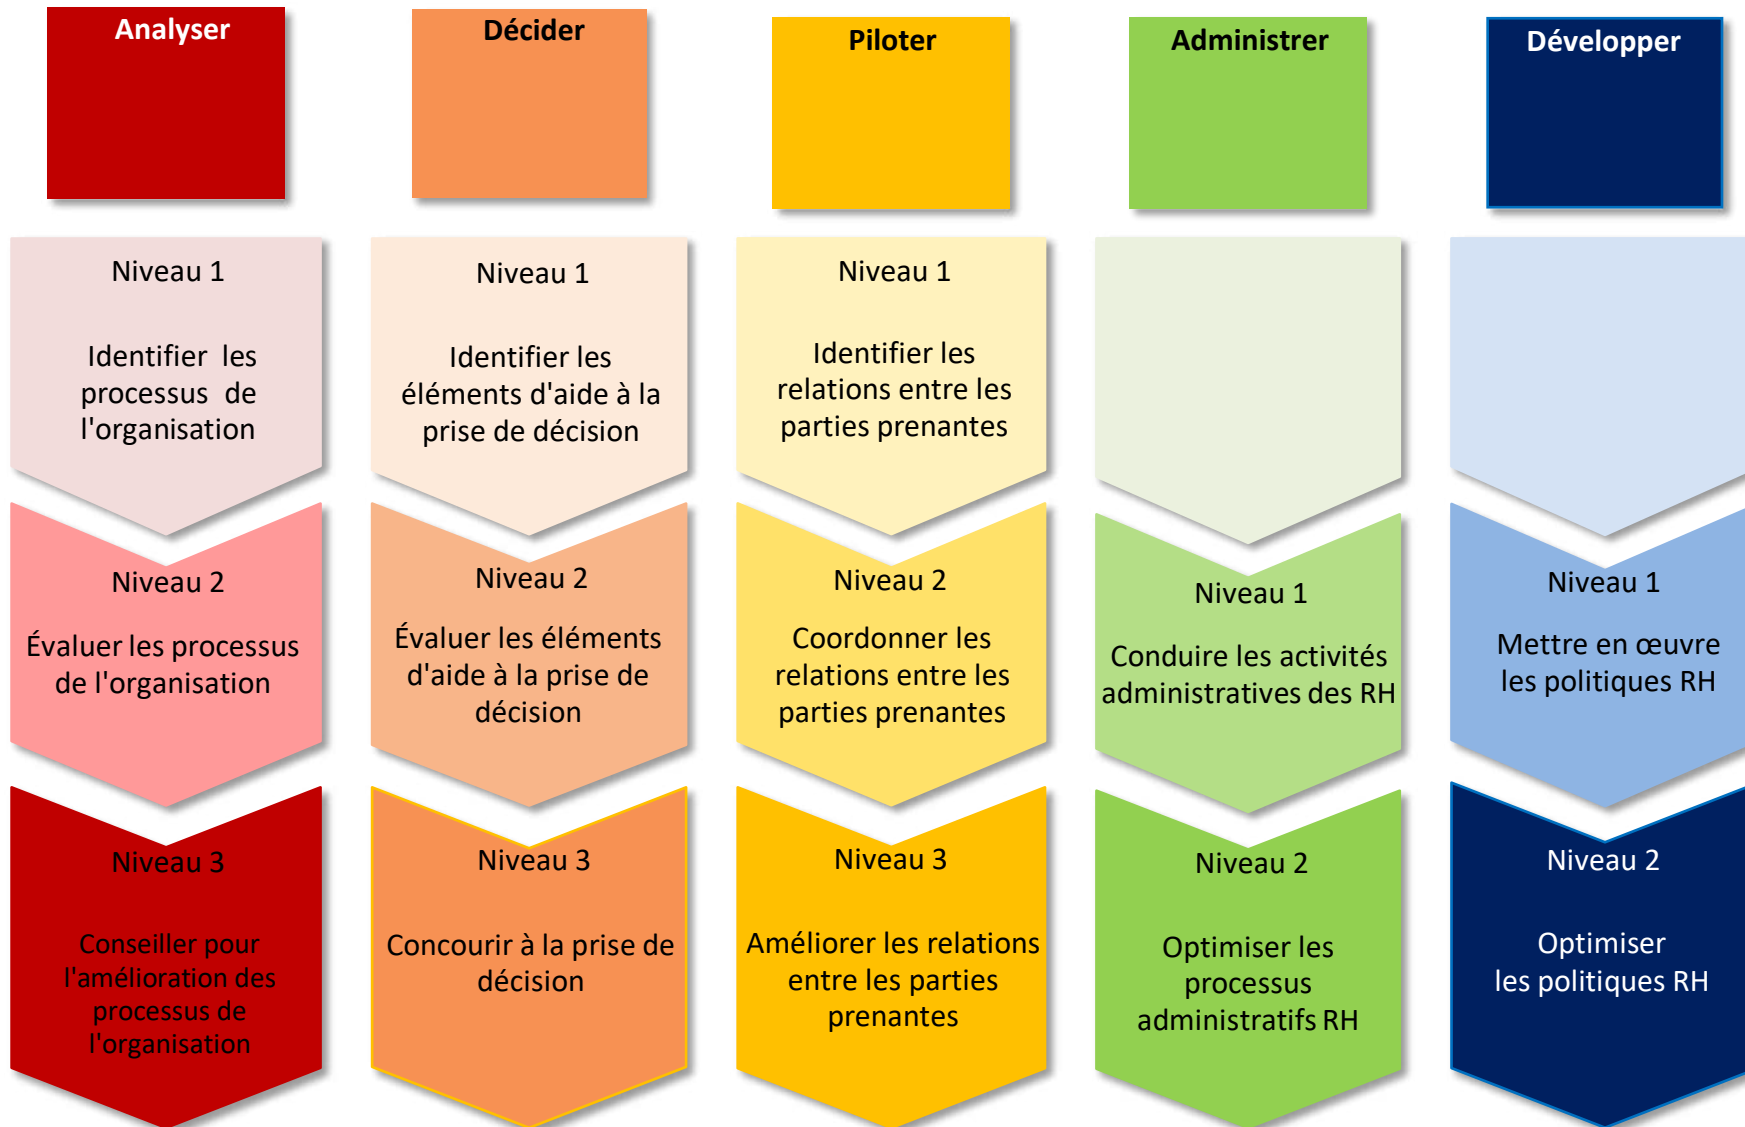 Analyser
Décider
Piloter
Administrer
Développer
Niveau 1
Identifier les
processus de
l'organisation
Niveau 1
Identifier les
éléments d'aide à la
prise de décision
Niveau 1
Identifier les
relations entre les
parties prenantes
Niveau 2
Évaluer les processus
de l'organisation
Niveau 2
Évaluer les éléments
d'aide à la prise de
décision
Niveau 2
Coordonner les
relations entre les
parties prenantes
Niveau 1
Conduire les activités
administratives des RH
Niveau 1
Mettre en œuvre
les politiques RH
Niveau 3
Conseiller pour
l'amélioration des
processus de
l'organisation
Niveau 3
Concourir à la prise de
décision
Niveau 3
Améliorer les relations
entre les parties
prenantes
Niveau 2
Optimiser les
processus
administratifs RH
Niveau 2
Optimiser
les politiques RH